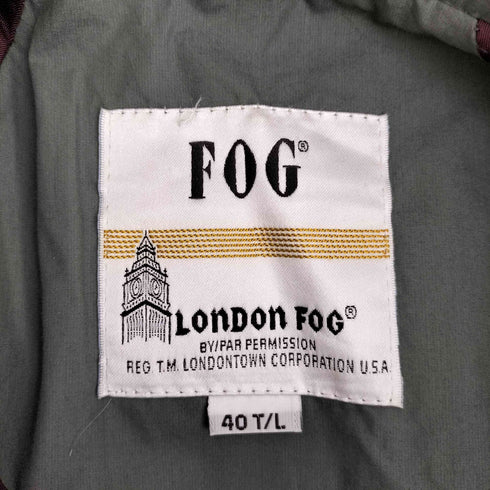 FOG®
LONDON FOG®
BY/PAR PERMISSION
REG T.M. LONDONTOWN CORPORATION U.S.A
40 T/L